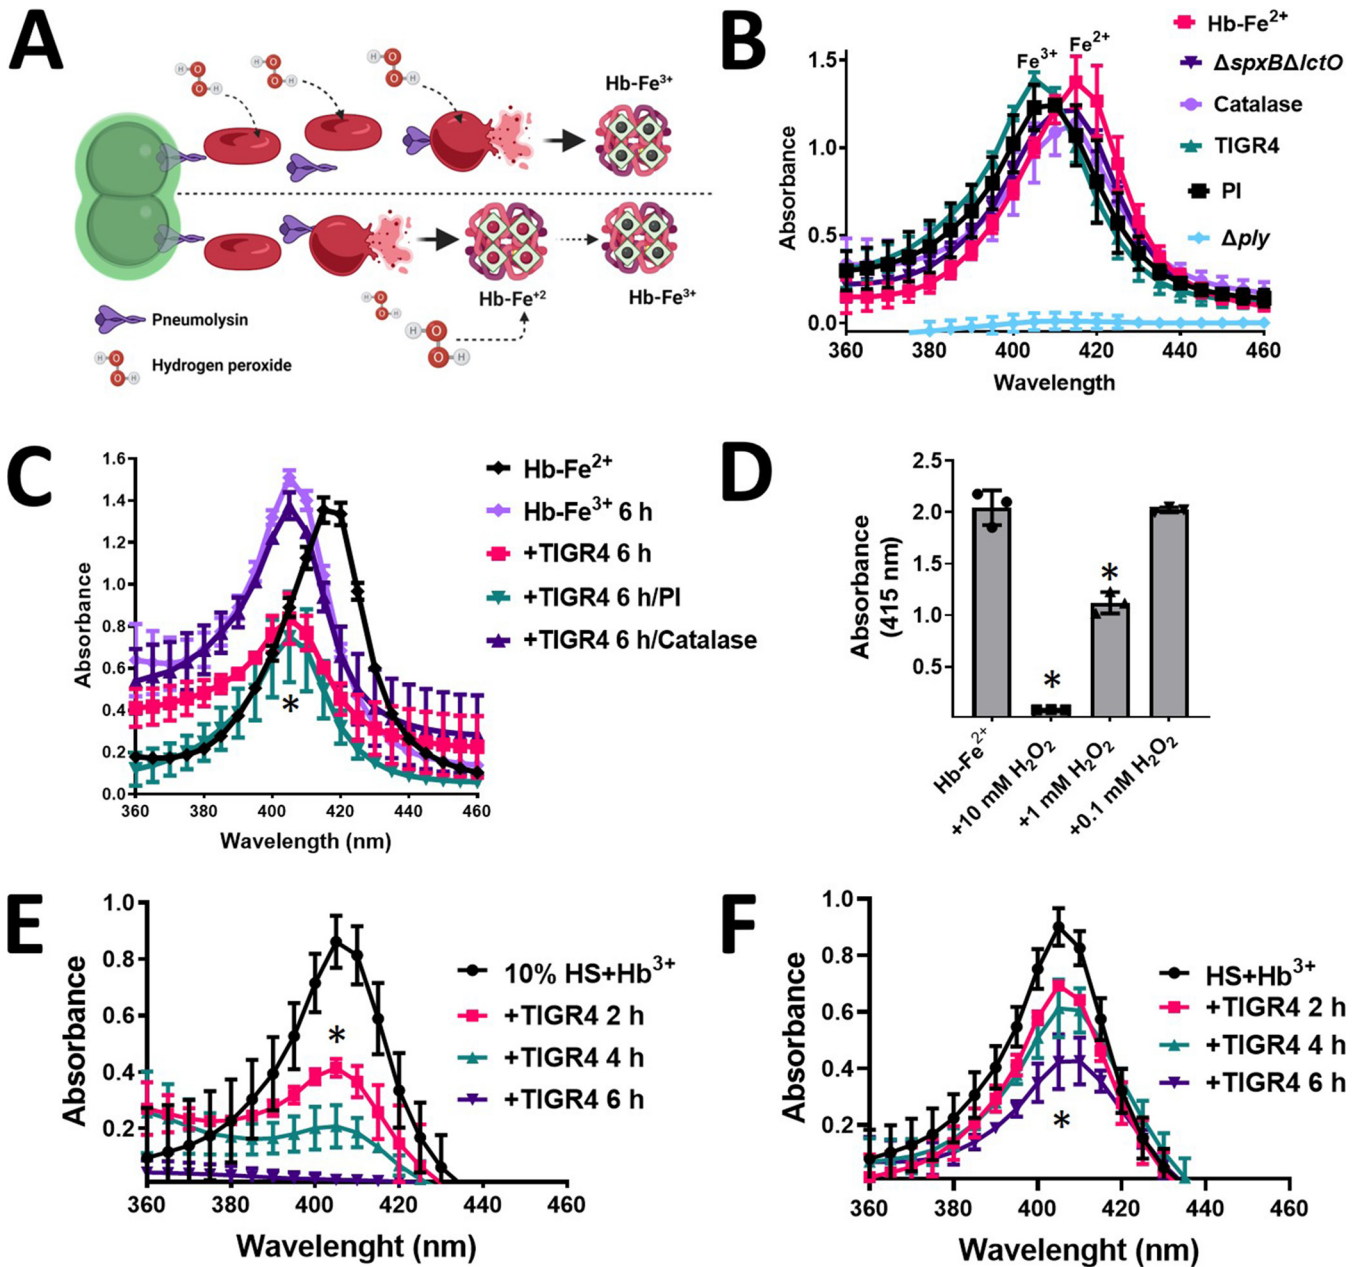 A
Hb-Fe³⁺
Hb-Fe⁺²
Hb-Fe³⁺
Pneumolysin
Hydrogen peroxide
B
Fe³⁺
Fe²⁺
Absorbance
1.5
1.0
0.5
0.0
360
400
420
440
460
Wavelength
Hb-Fe²⁺
ΔspxBΔlctO
Catalase
TIGR4
PI
Δply
C
Absorbance
1.6
1.4
1.2
1.0
0.8
0.6
0.4
0.2
0.0
*
360
380
400
420
440
460
Wavelength (nm)
Hb-Fe²⁺
Hb-Fe³⁺ 6 h
+TIGR4 6 h
+TIGR4 6 h/PI
+TIGR4 6 h/Catalase
D
Absorbance
(415 nm)
2.5
2.0
1.5
1.0
0.5
*
*
Hb-Fe²⁺
+10 mM H₂O₂
+1 mM H₂O₂
+0.1 mM H₂O₂
E
Absorbance
1.0
0.8
0.6
0.4
0.2
*
360
380
400
420
440
460
Wavelenght (nm)
10% HS+Hb³⁺
+TIGR4 2 h
+TIGR4 4 h
+TIGR4 6 h
F
Absorbance
1.0
0.8
0.6
0.4
0.2
*
360
380
400
420
440
460
Wavelenght (nm)
HS+Hb³⁺
+TIGR4 2 h
+TIGR4 4 h
+TIGR4 6 h